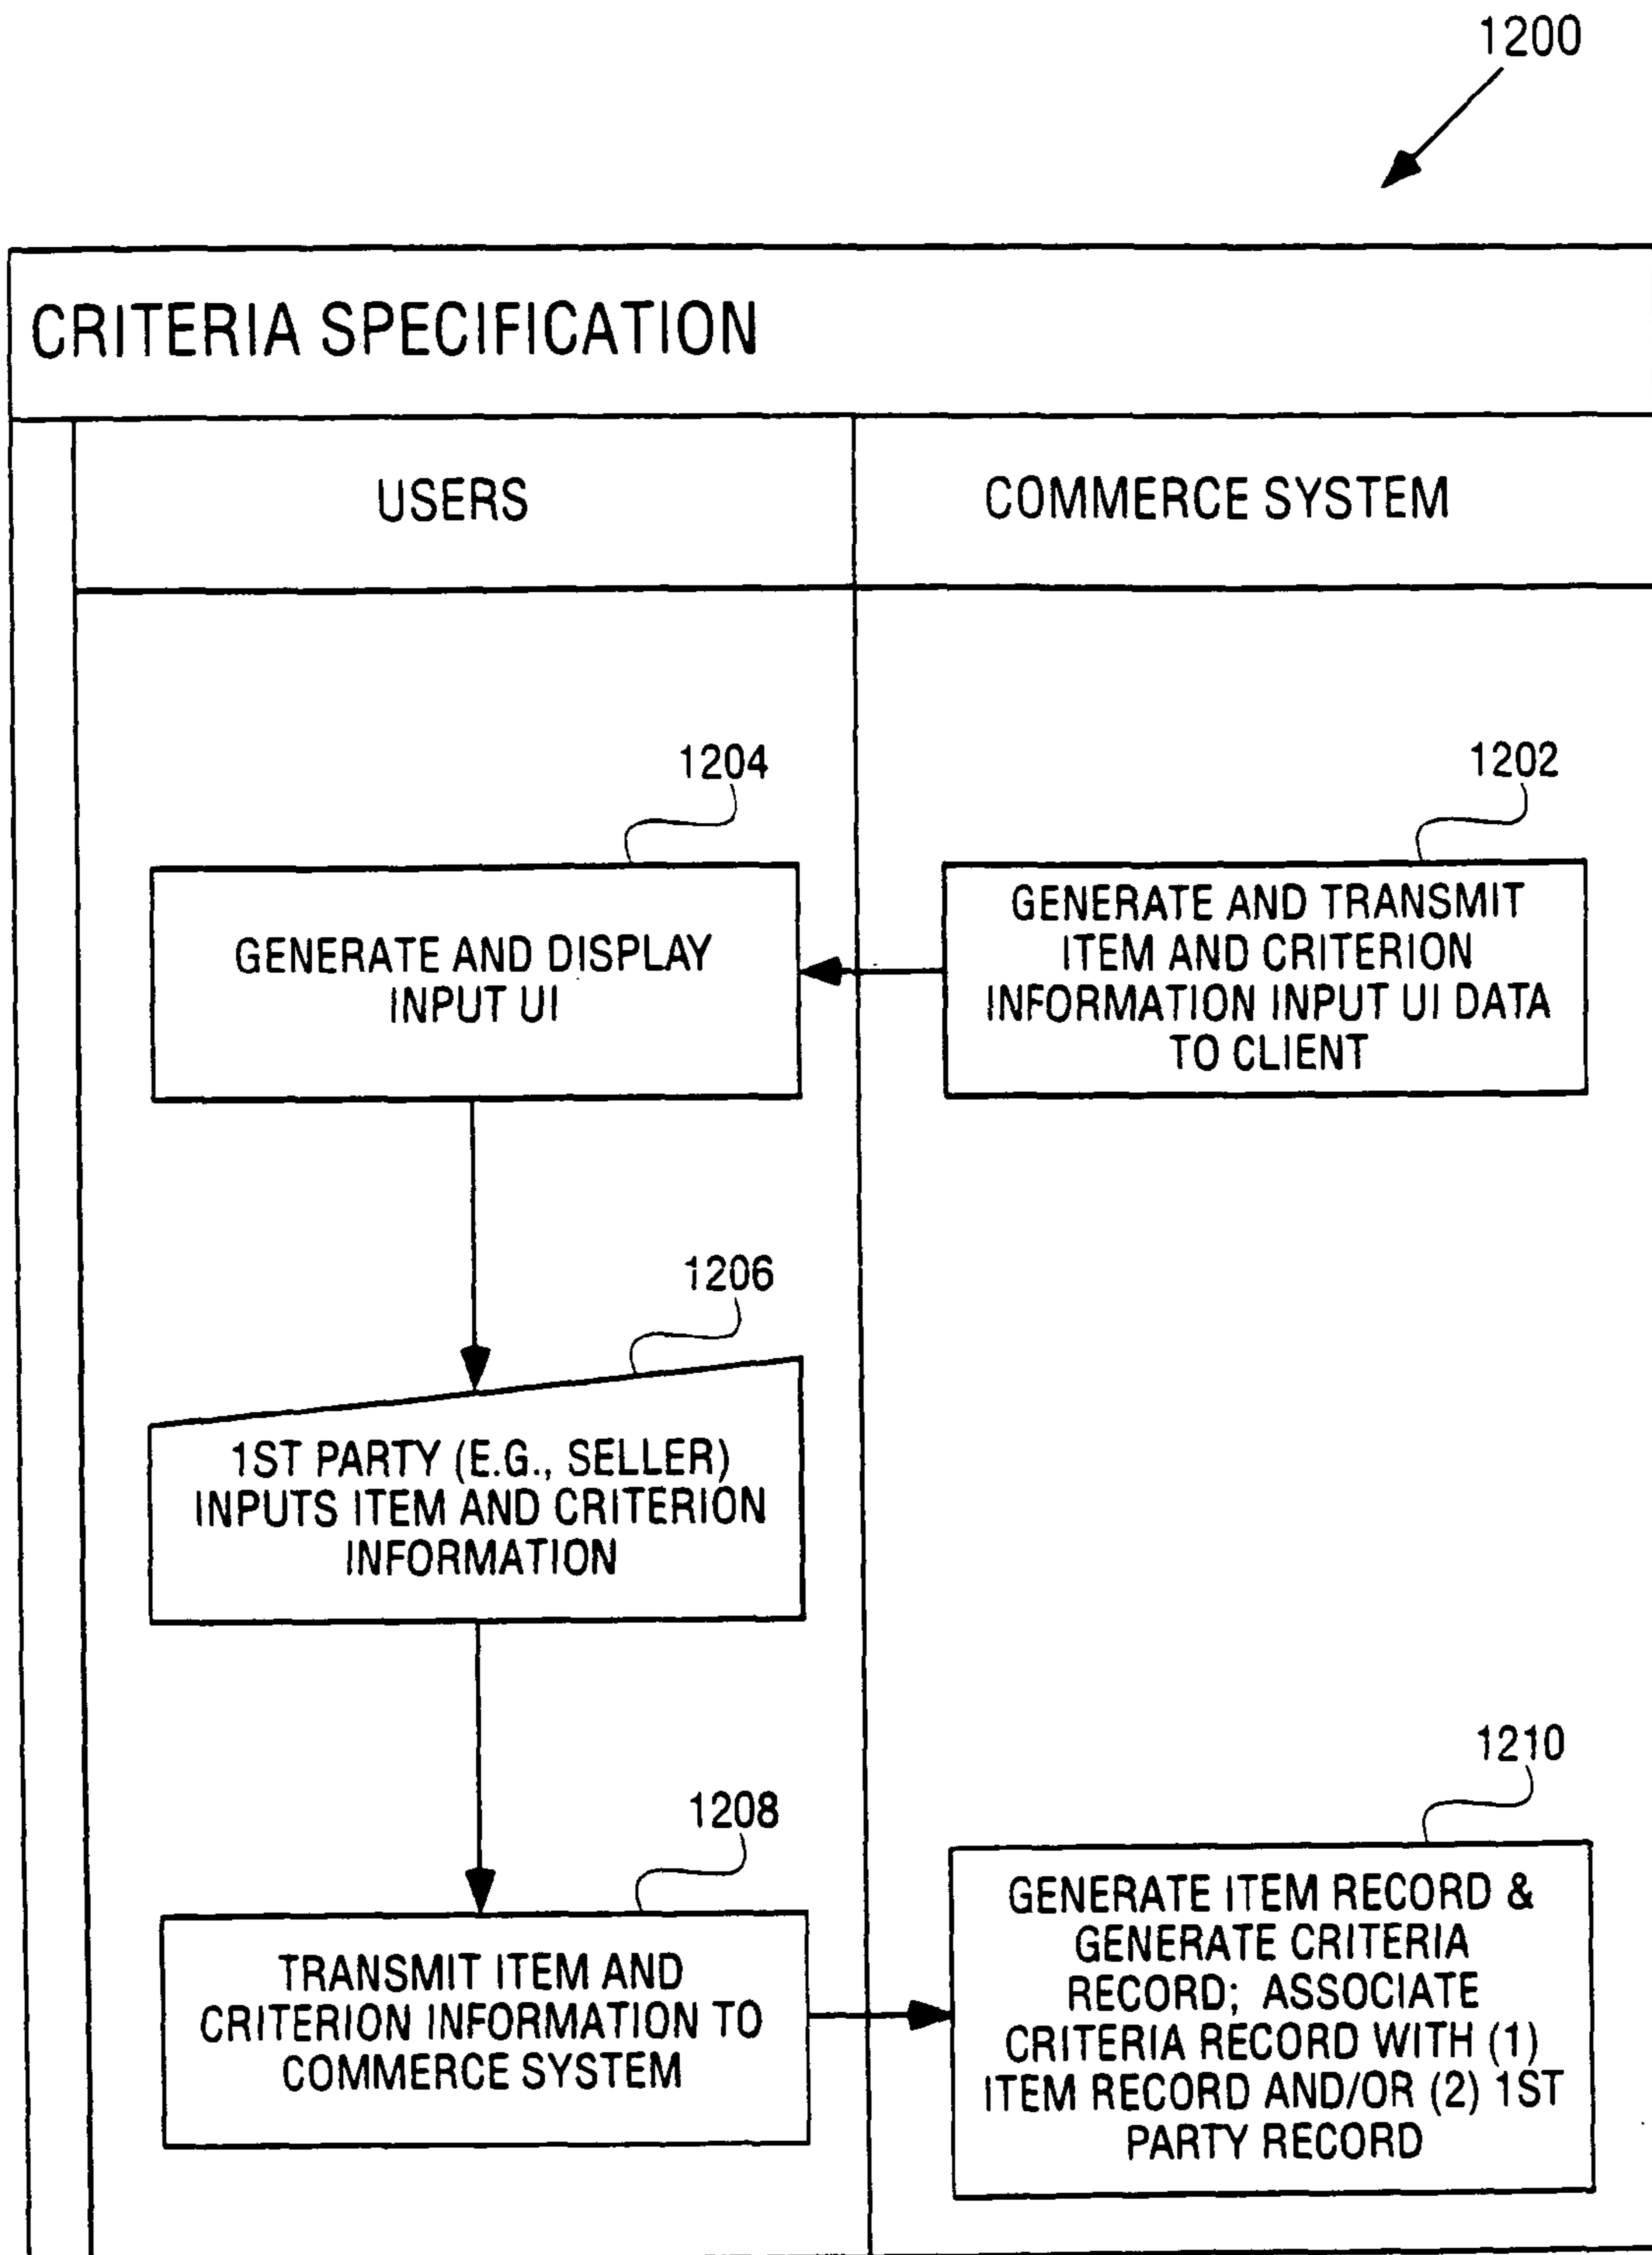 1200
CRITERIA SPECIFICATION
USERS
COMMERCE SYSTEM
1204
GENERATE AND DISPLAY
INPUT UI
1202
GENERATE AND TRANSMIT
ITEM AND CRITERION
INFORMATION INPUT UI DATA
TO CLIENT
1206
1ST PARTY (E.G., SELLER)
INPUTS ITEM AND CRITERION
INFORMATION
1208
TRANSMIT ITEM AND
CRITERION INFORMATION TO
COMMERCE SYSTEM
1210
GENERATE ITEM RECORD &
GENERATE CRITERIA
RECORD; ASSOCIATE
CRITERIA RECORD WITH (1)
ITEM RECORD AND/OR (2) 1ST
PARTY RECORD